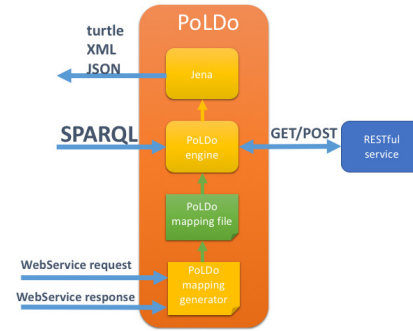 PoLDo
turtle
XML
JSON
Jena
SPARQL
PoLDo
engine
GET/POST
RESTful
service
PoLDo
mapping file
WebService request
WebService response
PoLDo
mapping
generator